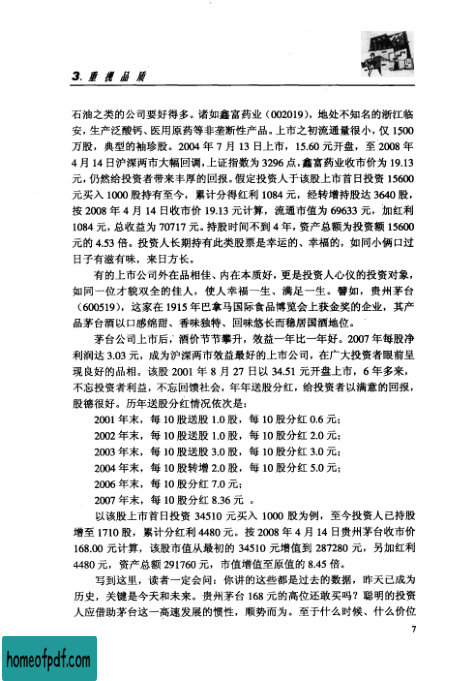 3. 重视品质
石油之类的公司要好得多。诸如鑫富药业（002019），地处不知名的浙江临
安，生产泛酸钙、医用原药等非垄断性产品。上市之初流通量很小，仅 1500
万股，典型的袖珍股。2004 年 7 月 13 日上市，15.60 元开盘，至 2008 年
4 月 14 日沪深两市大幅回调，上证指数为 3296 点，鑫富药业收市价为 19.13
元，仍然给投资者带来丰厚的回报。假定投资人于该股上市首日投资 15600
元买入 1000 股持有至今，累计分得红利 1084 元，经转增持股达 3640 股，
按 2008 年 4 月 14 日收市价 19.13 元计算，流通市值为 69633 元，加红利
1084 元，总收益为 70717 元。持股时间不到 4 年，资产总额为投资额 15600
元的 4.53 倍。投资人长期持有此类股票是幸运的、幸福的，如同小俩口过
日子有滋有味，来日方长。
有的上市公司外在品相佳、内在本质好，更是投资人心仪的投资对象，
如同一位才貌双全的佳人，使人幸福一生、满足一生。譬如，贵州茅台
（600519），这家在 1915 年巴拿马国际食品博览会上获金奖的企业，其产
品茅台酒以口感绵甜、香味独特、回味悠长而稳居国酒地位。
茅台公司上市后，酒价节节攀升，效益一年比一年好。2007 年每股净
利润达 3.03 元，成为沪深两市效益最好的上市公司，在广大投资者眼前呈
现良好的品相。该股 2001 年 8 月 27 日以 34.51 元开盘上市，6 年多来，
不忘投资者利益，不忘回馈社会，年年送股分红，给投资者以满意的回报，
股德很好。历年送股分红情况依次是：
2001 年末，每 10 股送股 1.0 股，每 10 股分红 0.6 元；
2002 年末，每 10 股送股 1.0 股，每 10 股分红 2.0 元；
2003 年末，每 10 股送股 3.0 股，每 10 股分红 3.0 元；
2004 年末，每 10 股转增 2.0 股，每 10 股分红 5.0 元；
2006 年末，每 10 股分红 7.0 元；
2007 年末，每 10 股分红 8.36 元 。
以该股上市首日投资 34510 元买入 1000 股为例，至今投资人已持股
增至 1710 股，累计分红利 4480 元。按 2008 年 4 月 14 日贵州茅台收市价
168.00 元计算，该股市值从最初的 34510 元增值到 287280 元，另加红利
4480 元，资产总额 291760 元，市值增值至原值的 8.45 倍。
写到这里，读者一定会问：你讲的这些都是过去的数据，昨天已成为
历史，关键是今天和未来。贵州茅台 168 元的高位还敢买吗？聪明的投资
人应借助茅台这一高速发展的惯性，顺势而为。至于什么时候、什么价位
7
homeofpdf.com